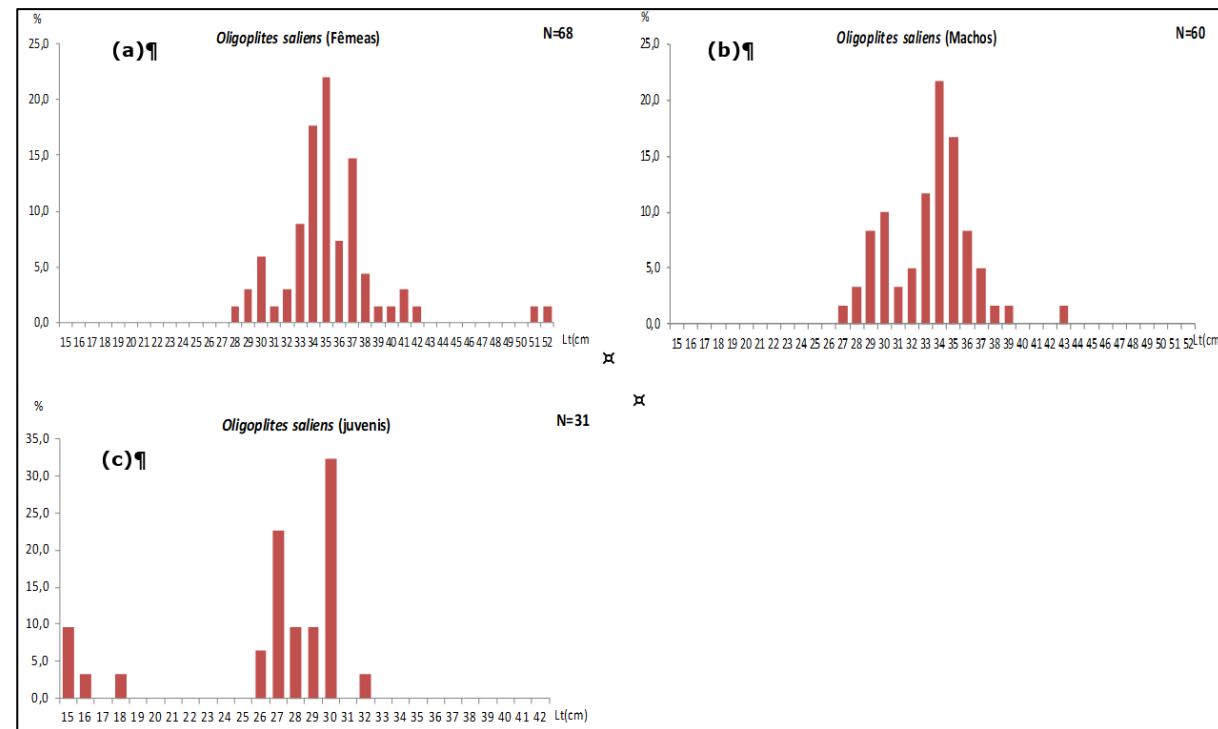 %
Oligoplites saliens (Fêmeas)
N=68
(a)¶
25,0
20,0
15,0
10,0
5,0
0,0
15 16 17 18 19 20 21 22 23 24 25 26 27 28 29 30 31 32 33 34 35 36 37 38 39 40 41 42 43 44 45 46 47 48 49 50 51 52 Lt(cm
¤
%
Oligoplites saliens (Machos)
N=60
(b)¶
25,0
20,0
15,0
10,0
5,0
0,0
15 16 17 18 19 20 21 22 23 24 25 26 27 28 29 30 31 32 33 34 35 36 37 38 39 40 41 42 43 44 45 46 47 48 49 50 51 52 Lt(cm
¤
%
Oligoplites saliens (juvenis)
N=31
(c)¶
35,0
30,0
25,0
20,0
15,0
10,0
5,0
0,0
15 16 17 18 19 20 21 22 23 24 25 26 27 28 29 30 31 32 33 34 35 36 37 38 39 40 41 42 Lt(cm)